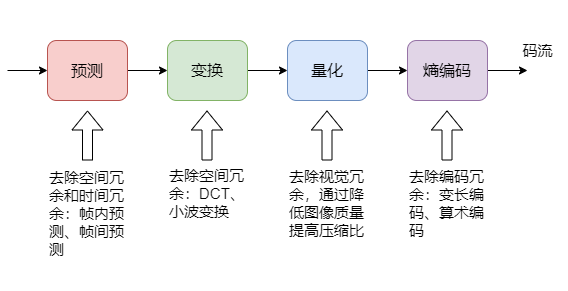 码流
预测
变换
量化
熵编码
去除空间冗
余和时间冗
余：帧内预
测、帧间预
测
去除空间冗
余：DCT、
小波变换
去除视觉冗
余，通过降
低图像质量
提高压缩比
去除编码冗
余：变长编
码、算术编
码